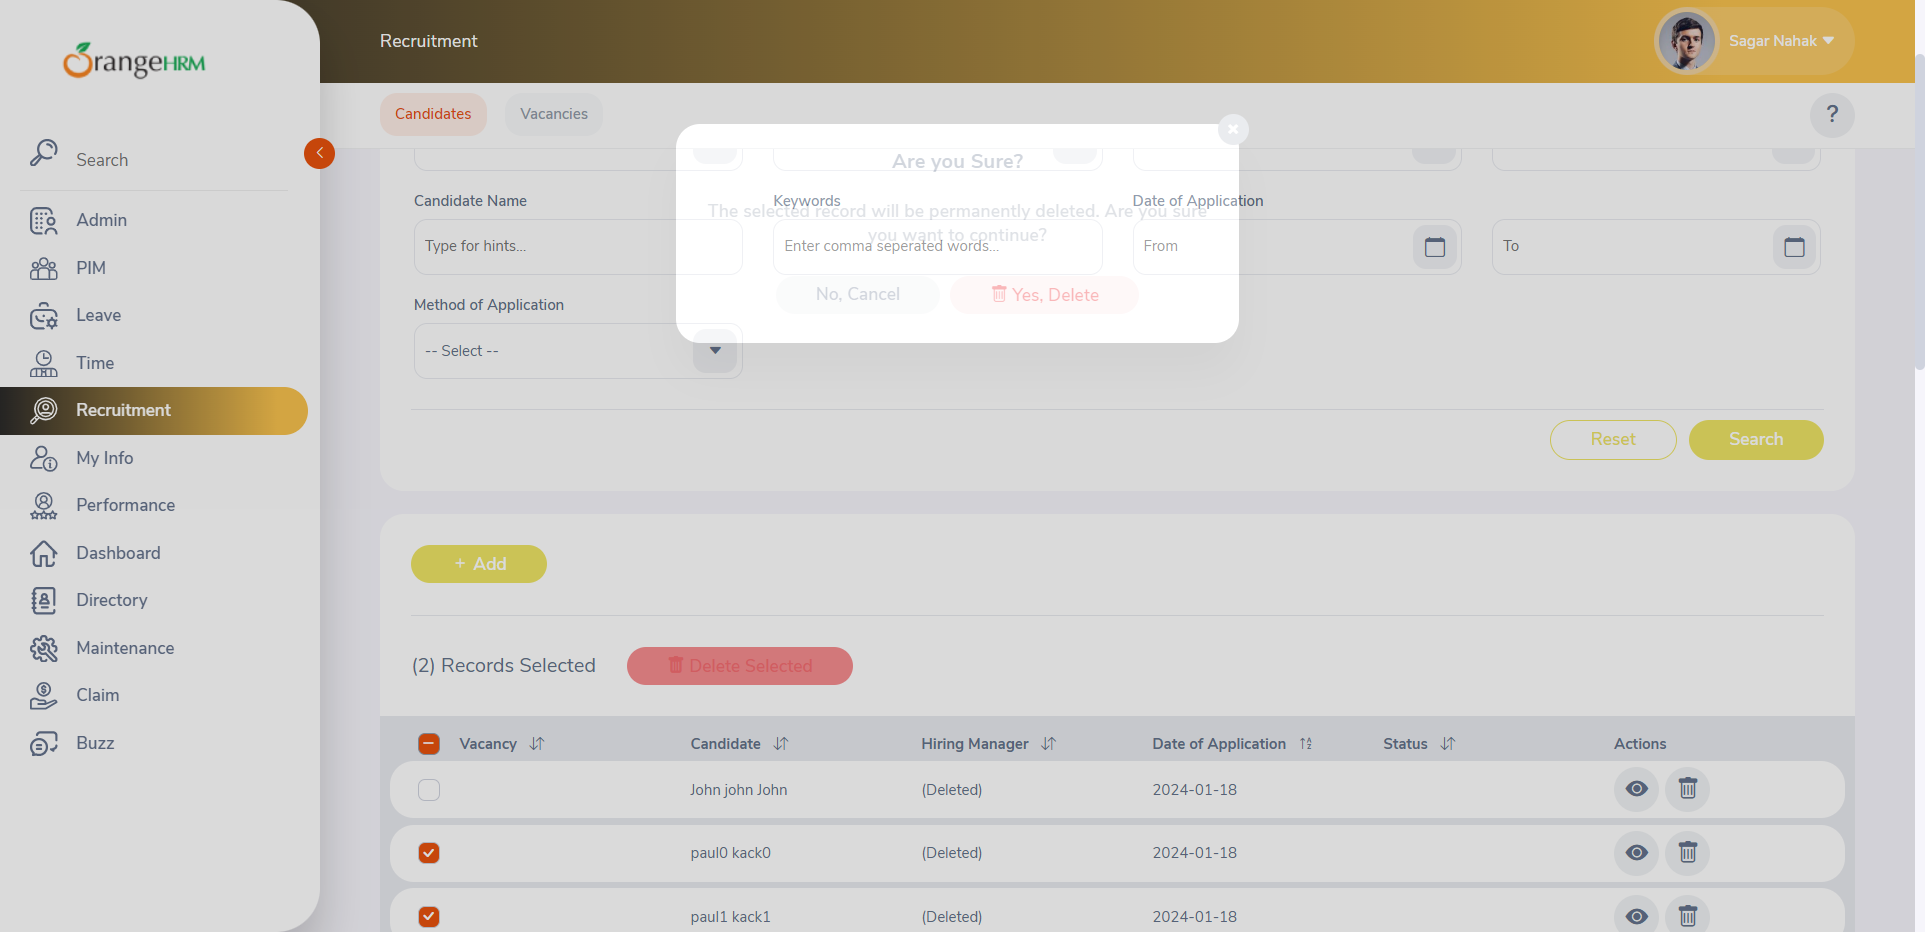 OrangeHRM
Recruitment
Sagar Nahak
Search
Candidates
Vacancies
?
Are you Sure?
Admin
Candidate Name
Keywords
Date of Application
The selected record will be permanently deleted. Are you sure
you want to continue?
Type for hints...
Enter comma seperated words...
From
To
PIM
No, Cancel
Yes, Delete
Method of Application
Leave
-- Select --
Time
Recruitment
Reset
Search
My Info
Performance
Dashboard
+ Add
Directory
Maintenance
(2) Records Selected
Delete Selected
Claim
Buzz
Vacancy
Candidate
Hiring Manager
Date of Application
Status
Actions
John john John
(Deleted)
2024-01-18
paul0 kack0
(Deleted)
2024-01-18
paul1 kack1
(Deleted)
2024-01-18